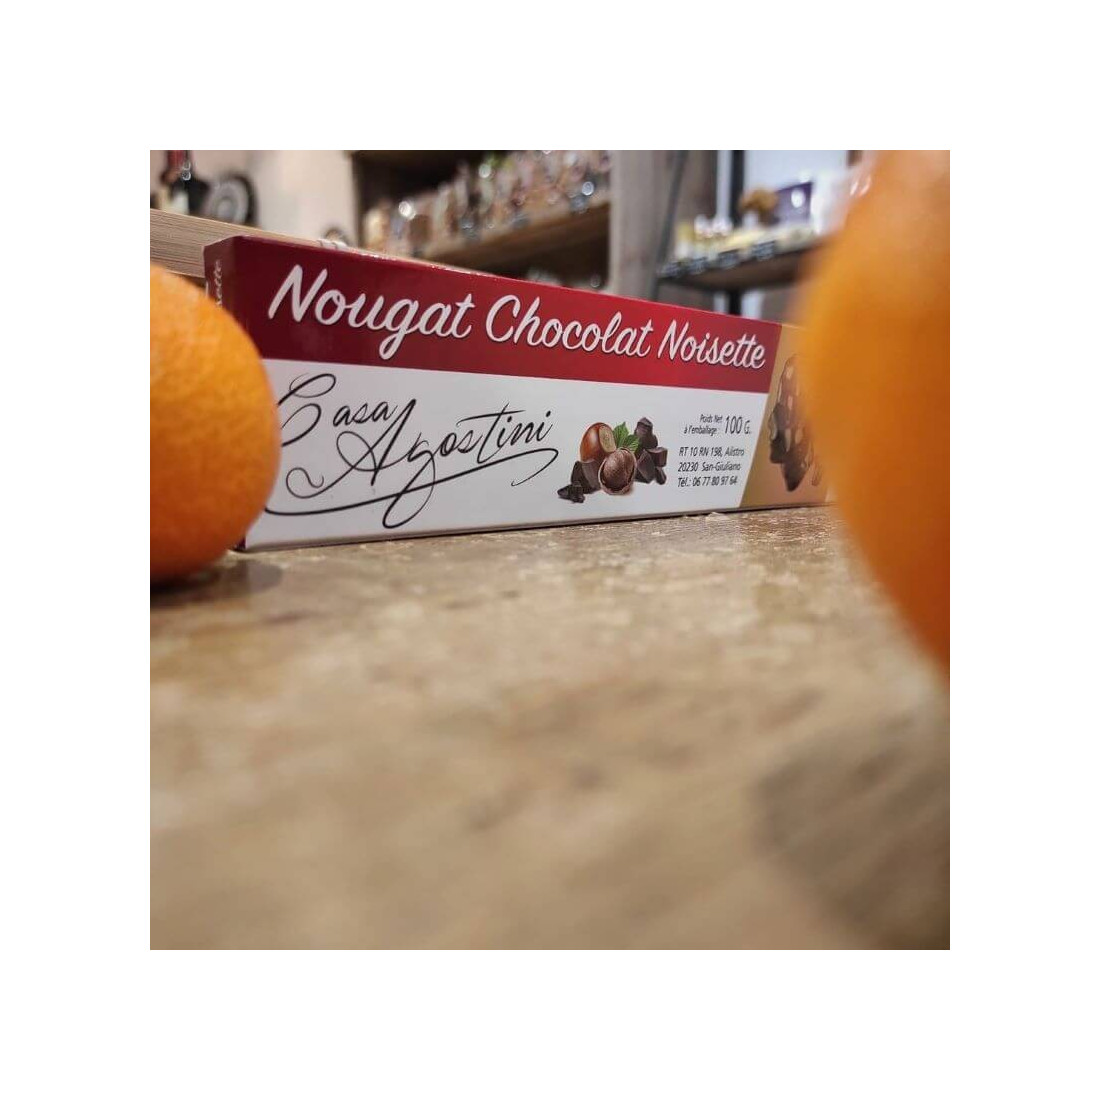 Nougat Chocolat Noisette
Casa
Agostini
Poids Net
à l'emballage : 100 G.
RT 10 RN 198, Alistro
20230 San-Giuliano
Tél.: 06 77 80 97 64